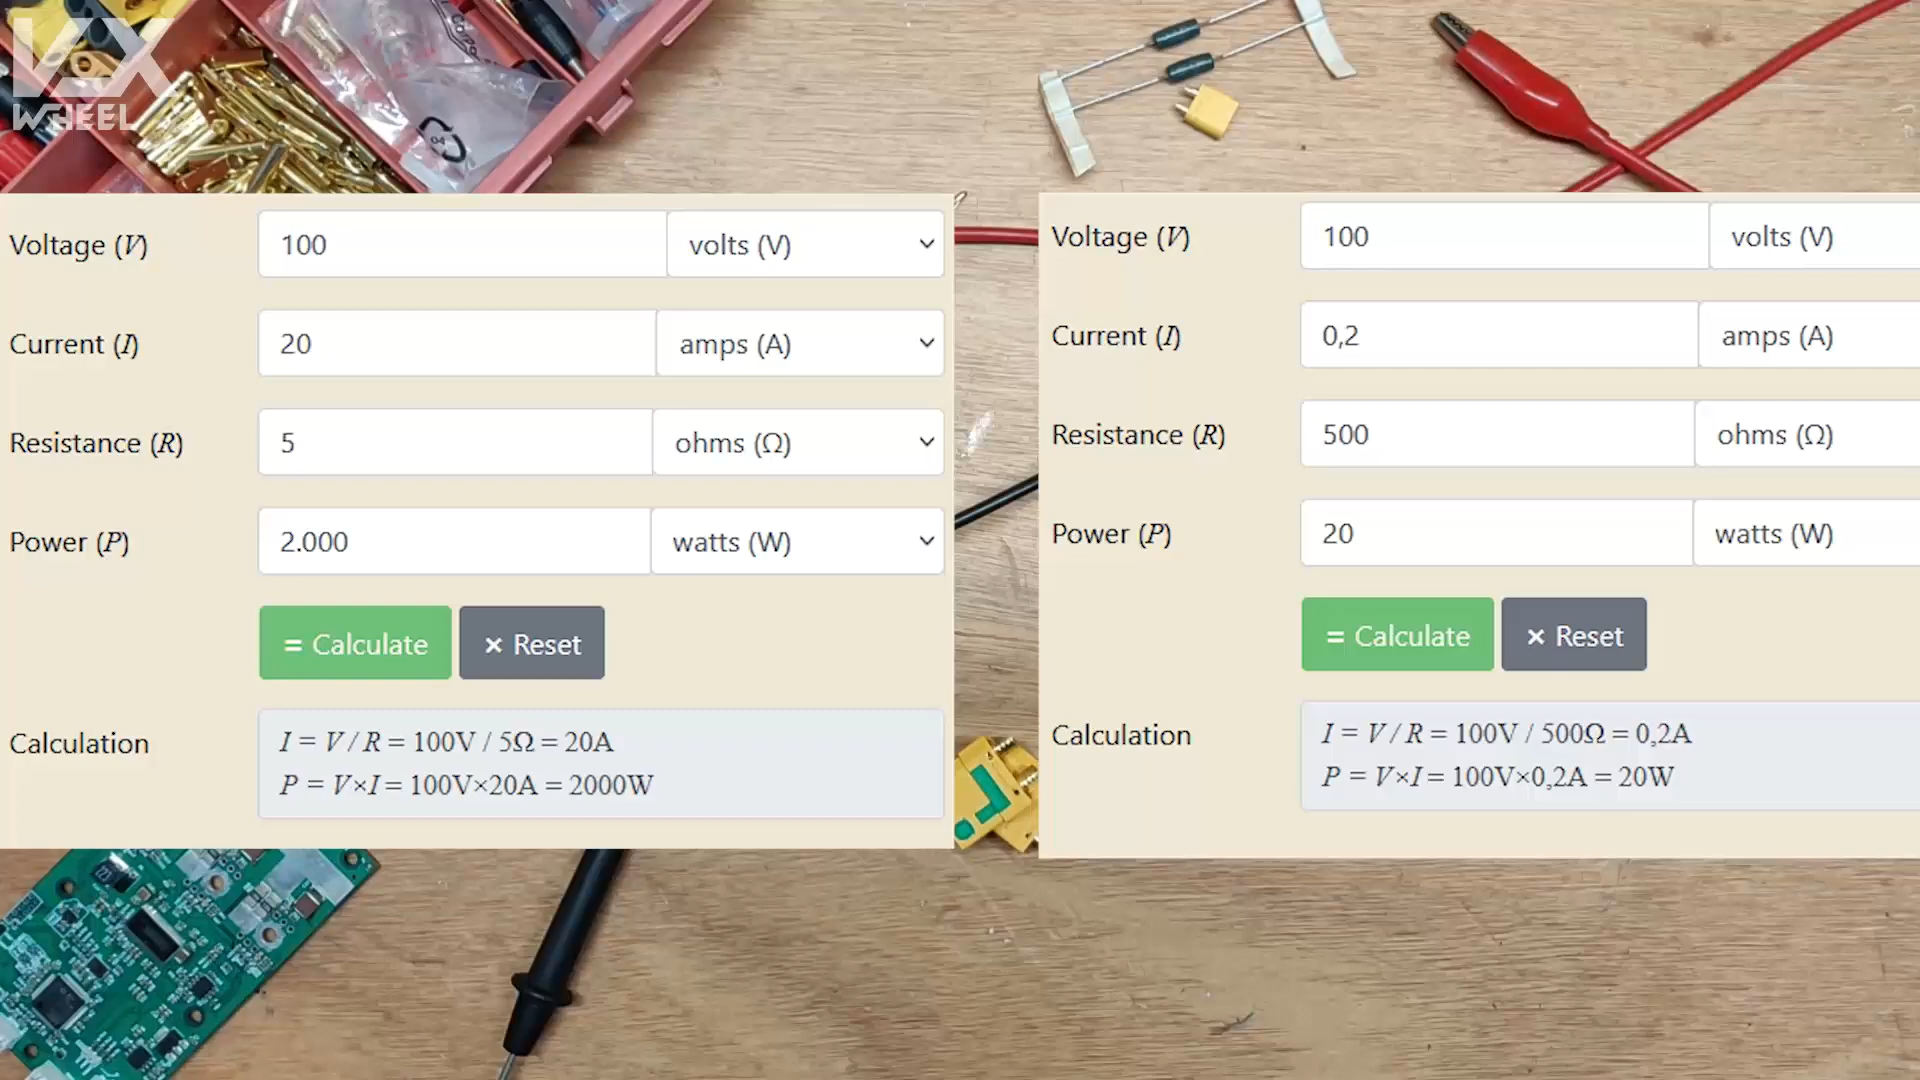 VOX
WHEEL
Voltage (V)
100
volts (V)
Current (I)
20
amps (A)
Resistance (R)
5
ohms (Ω)
Power (P)
2.000
watts (W)
= Calculate
× Reset
Calculation
I = V / R = 100V / 5Ω = 20A
P = V×I = 100V×20A = 2000W
Voltage (V)
100
volts (V)
Current (I)
0,2
amps (A)
Resistance (R)
500
ohms (Ω)
Power (P)
20
watts (W)
= Calculate
× Reset
Calculation
I = V / R = 100V / 500Ω = 0,2A
P = V×I = 100V×0,2A = 20W